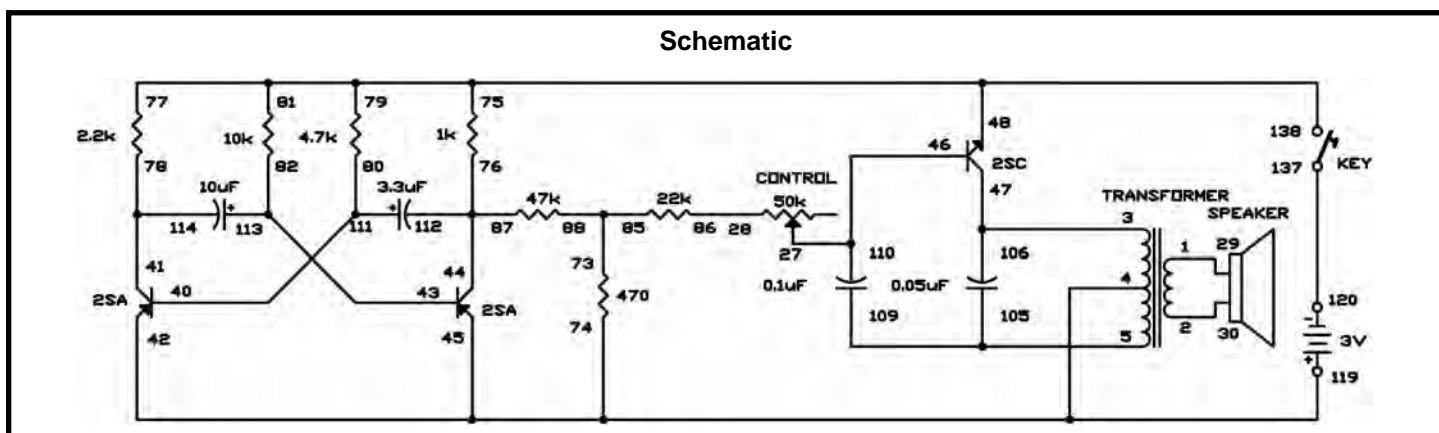 Schematic
77 81 79 75
2.2k 10k 4.7k 1k
78 82 80 76
48
46 2SC
47
138
137 KEY
10uF + + 3.3uF
114 113 111 112
47k 22k CONTROL 50k
87 88 85 86 28 27
TRANSFORMER
SPEAKER
3 1 29
41 40 43 44
2SA 2SA
42 45
73
470
74
110 106
0.1uF 0.05uF
109 105
4
5 2 30
120
- 3V
+ 119